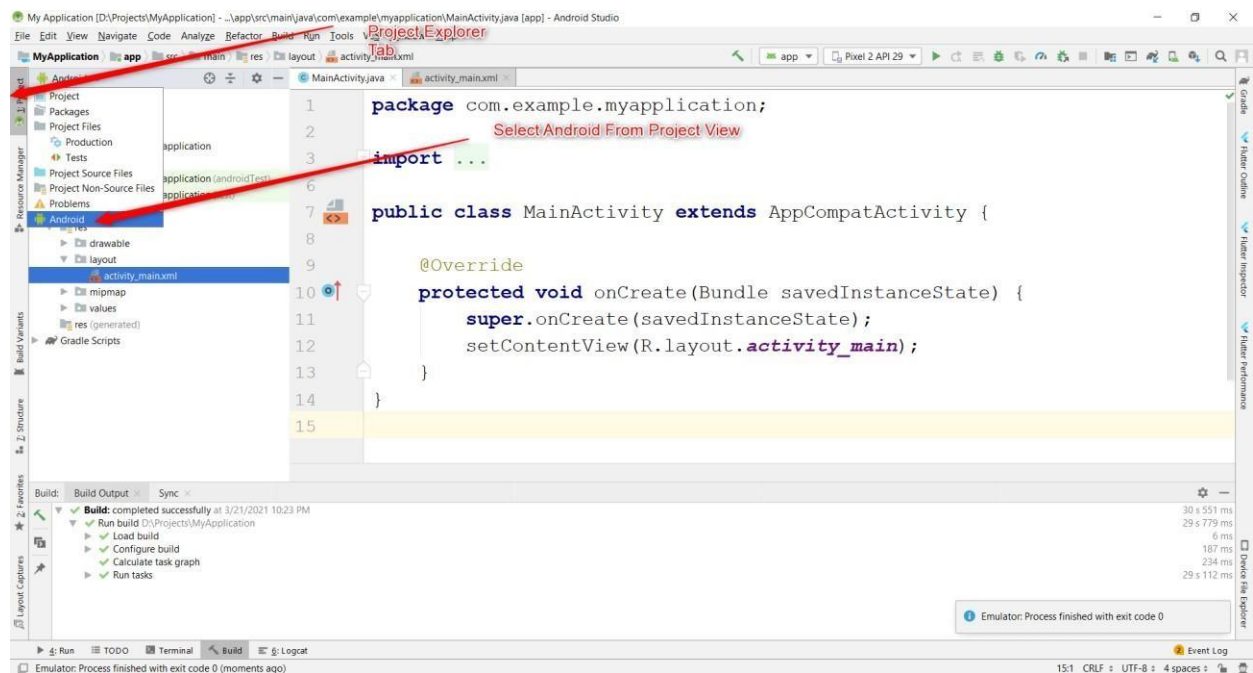 My Application [D:\Projects\MyApplication] - ...\app\src\main\java\com\example\myapplication\MainActivity.java [app] - Android Studio
File Edit View Navigate Code Analyze Refactor Build Run Tools
Project Explorer
Tab
MyApplication app src main res layout activity_main.xml
app Pixel 2 API 29
1: Project
Android
MainActivity.java activity_main.xml
Project
Packages
Project Files
Production
Tests
Project Source Files
Project Non-Source Files
Problems
Android
application
application (androidTest)
application
res
drawable
layout
activity_main.xml
mipmap
values
res (generated)
Gradle Scripts
Select Android From Project View
1 package com.example.myapplication;
2
3 import ...
6
7 public class MainActivity extends AppCompatActivity {
8
9 @Override
10 protected void onCreate(Bundle savedInstanceState) {
11 super.onCreate(savedInstanceState);
12 setContentView(R.layout.activity_main);
13 }
14 }
15
Resource Manager
Build Variants
Z: Structure
2: Favorites
Layout Captures
Gradle
Flutter Outline
Flutter Inspector
Flutter Performance
Device File Explorer
Build: Build Output Sync
Build: completed successfully at 3/21/2021 10:23 PM 30 s 551 ms
Run build D:\Projects\MyApplication 29 s 779 ms
Load build 6 ms
Configure build 187 ms
Calculate task graph 234 ms
Run tasks 29 s 112 ms
Emulator: Process finished with exit code 0
4: Run TODO Terminal Build 6: Logcat 2 Event Log
Emulator: Process finished with exit code 0 (moments ago) 15:1 CRLF UTF-8 4 spaces